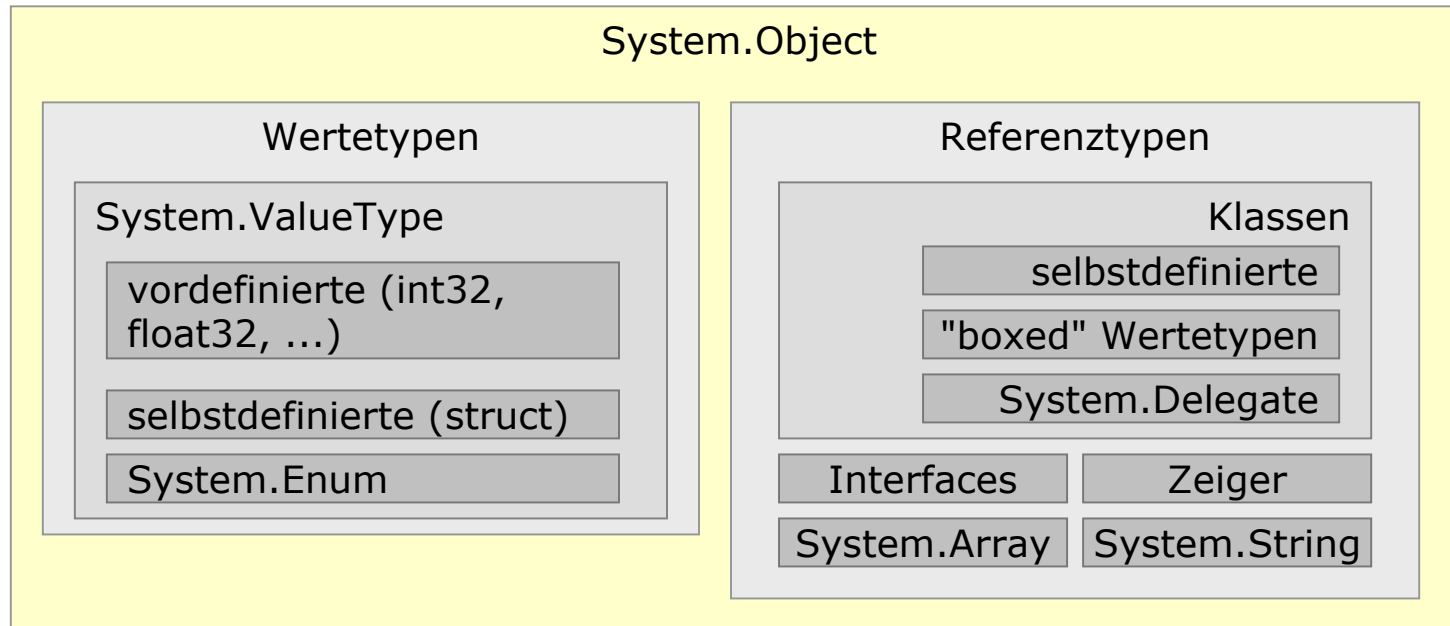 System.Object
Wertetypen
System.ValueType
vordefinierte (int32,
float32, ...)
selbstdefinierte (struct)
System.Enum
Referenztypen
Klassen
selbstdefinierte
"boxed" Wertetypen
System.Delegate
Interfaces
Zeiger
System.Array
System.String